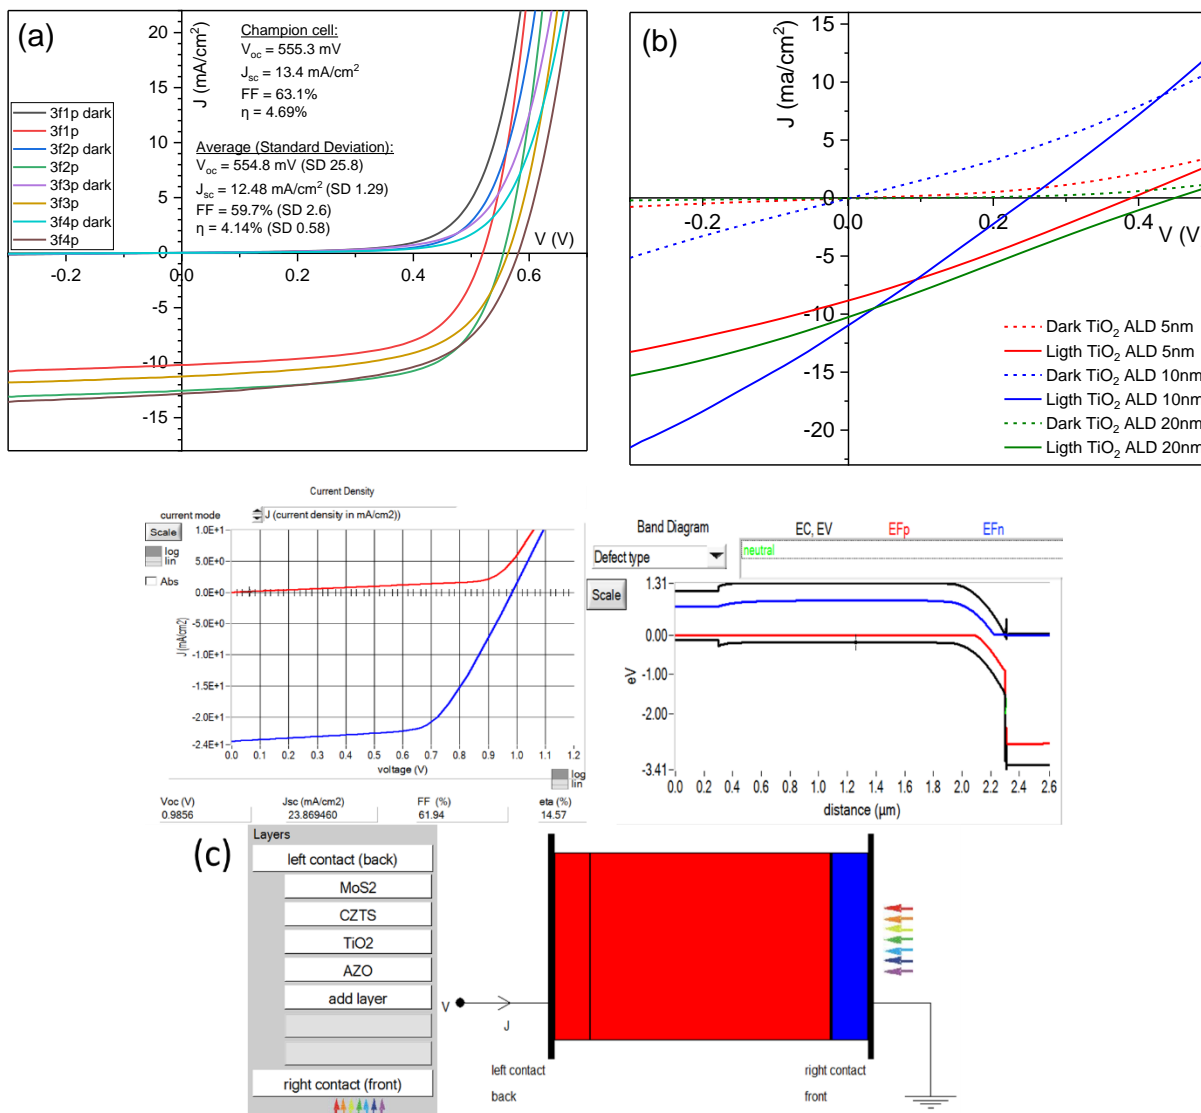 (a)
J (mA/cm²)
Champion cell:
Voc = 555.3 mV
Jsc = 13.4 mA/cm²
FF = 63.1%
η = 4.69%
Average (Standard Deviation):
Voc = 554.8 mV (SD 25.8)
Jsc = 12.48 mA/cm² (SD 1.29)
FF = 59.7% (SD 2.6)
η = 4.14% (SD 0.58)
3f1p dark
3f1p
3f2p dark
3f2p
3f3p dark
3f3p
3f4p dark
3f4p
20
15
10
5
0
-5
-10
-15
-0.2 0.0 0.2 0.4 0.6
V (V)
(b)
J (ma/cm²)
15
10
5
0
-5
-10
-15
-20
-0.2 0.0 0.2 0.4
V (V
Dark TiO₂ ALD 5nm
Ligth TiO₂ ALD 5nm
Dark TiO₂ ALD 10nm
Ligth TiO₂ ALD 10nm
Dark TiO₂ ALD 20nm
Ligth TiO₂ ALD 20nm
Current Density
current mode J (current density in mA/cm2))
Scale
log
lin
Abs
J (mA/cm2)
1.0E+1
5.0E+0
0.0E+0
-5.0E+0
-1.0E+1
-1.5E+1
-2.0E+1
-2.4E+1
0.0 0.1 0.2 0.3 0.4 0.5 0.6 0.7 0.8 0.9 1.0 1.1 1.2
voltage (V)
log
lin
Voc (V) Jsc (mA/cm2) FF (%) eta (%)
0.9856 23.869460 61.94 14.57
Band Diagram EC, EV EFp EFn
Defect type
neutral
Scale
eV
1.31
0.00
-1.00
-2.00
-3.41
0.0 0.2 0.4 0.6 0.8 1.0 1.2 1.4 1.6 1.8 2.0 2.2 2.4 2.6
distance (µm)
(c)
Layers
left contact (back)
MoS2
CZTS
TiO2
AZO
add layer
right contact (front)
V
J
left contact
back
right contact
front